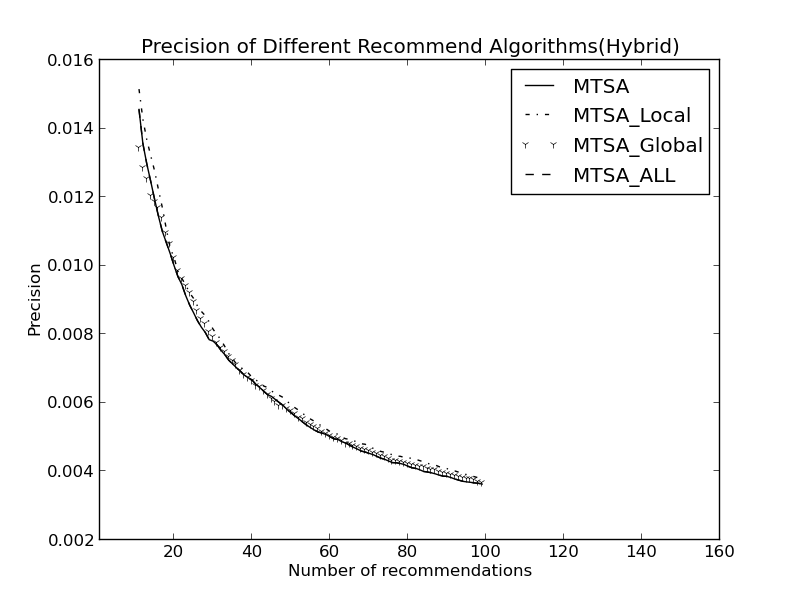 Precision of Different Recommend Algorithms(Hybrid)
0.016
0.014
0.012
0.010
0.008
0.006
0.004
0.002
Precision
MTSA
MTSA_Local
MTSA_Global
MTSA_ALL
20 40 60 80 100 120 140 160
Number of recommendations